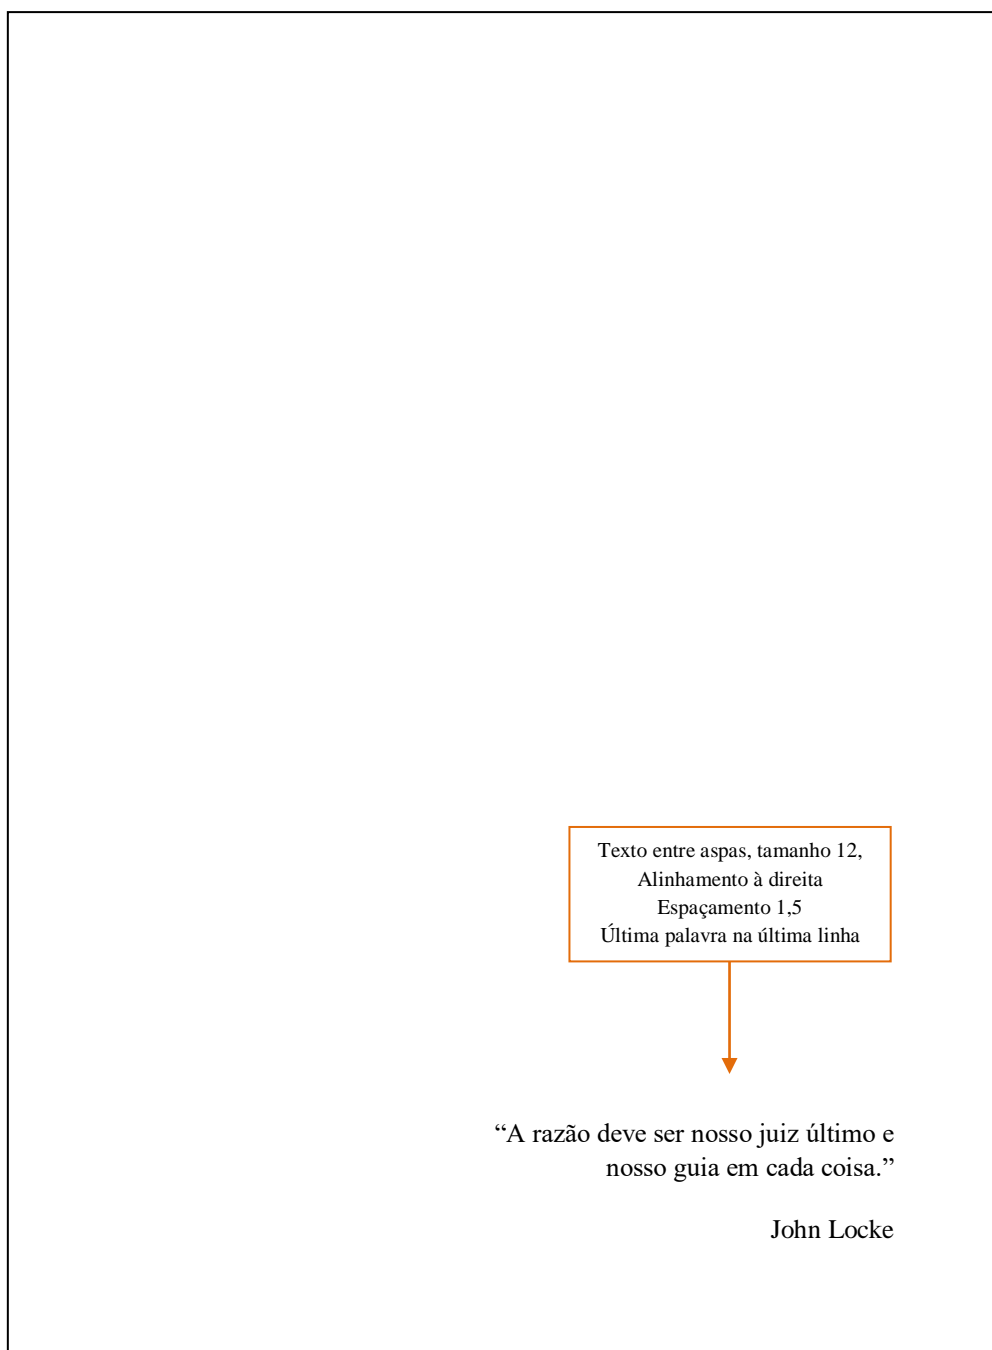 Texto entre aspas, tamanho 12,
Alinhamento à direita
Espaçamento 1,5
Última palavra na última linha
“A razão deve ser nosso juiz último e
nosso guia em cada coisa.”
John Locke